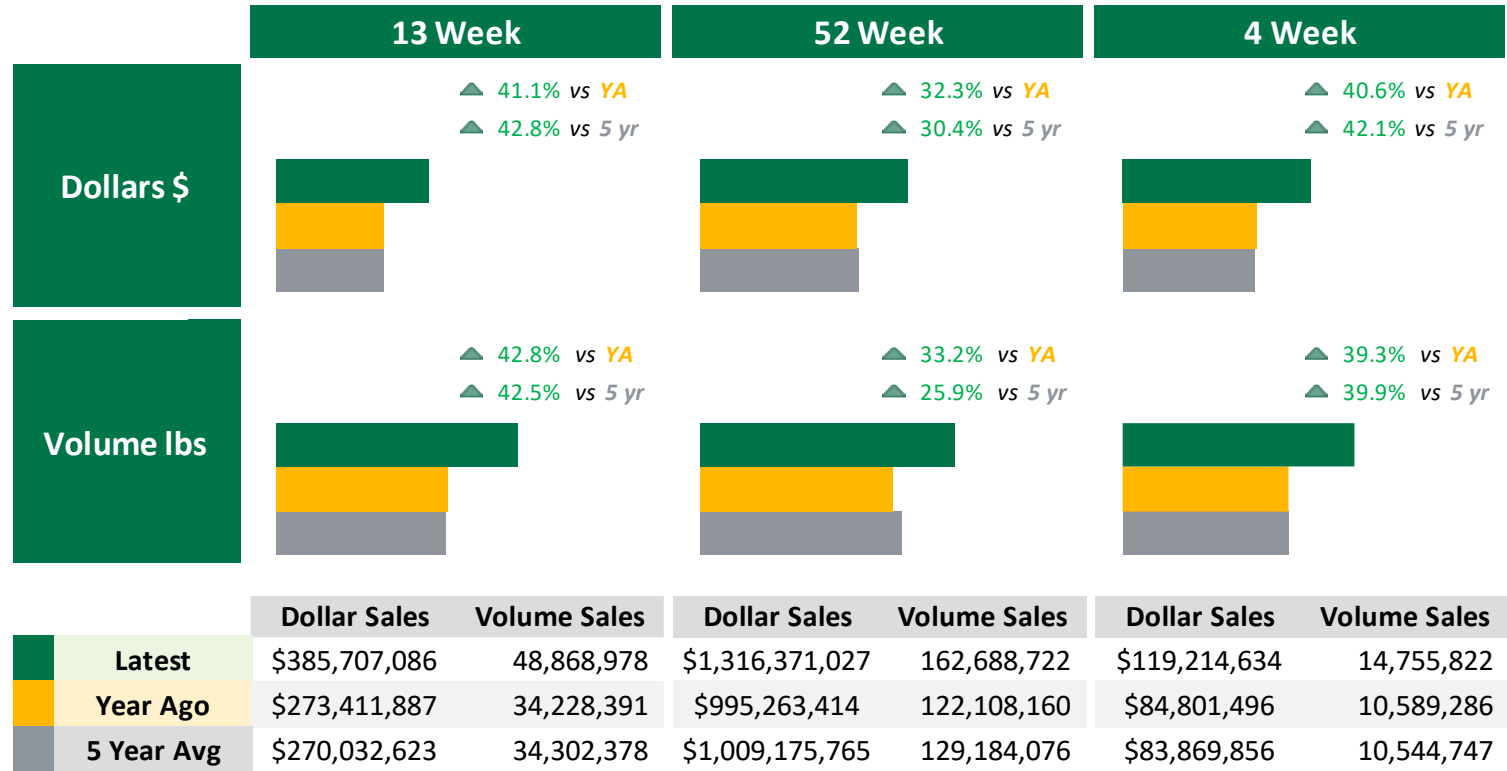 13 Week 52 Week 4 Week
Dollars $
41.1% vs YA
42.8% vs 5 yr
32.3% vs YA
30.4% vs 5 yr
40.6% vs YA
42.1% vs 5 yr
Volume lbs
42.8% vs YA
42.5% vs 5 yr
33.2% vs YA
25.9% vs 5 yr
39.3% vs YA
39.9% vs 5 yr
Dollar Sales Volume Sales Dollar Sales Volume Sales Dollar Sales Volume Sales
Latest $385,707,086 48,868,978 $1,316,371,027 162,688,722 $119,214,634 14,755,822
Year Ago $273,411,887 34,228,391 $995,263,414 122,108,160 $84,801,496 10,589,286
5 Year Avg $270,032,623 34,302,378 $1,009,175,765 129,184,076 $83,869,856 10,544,747